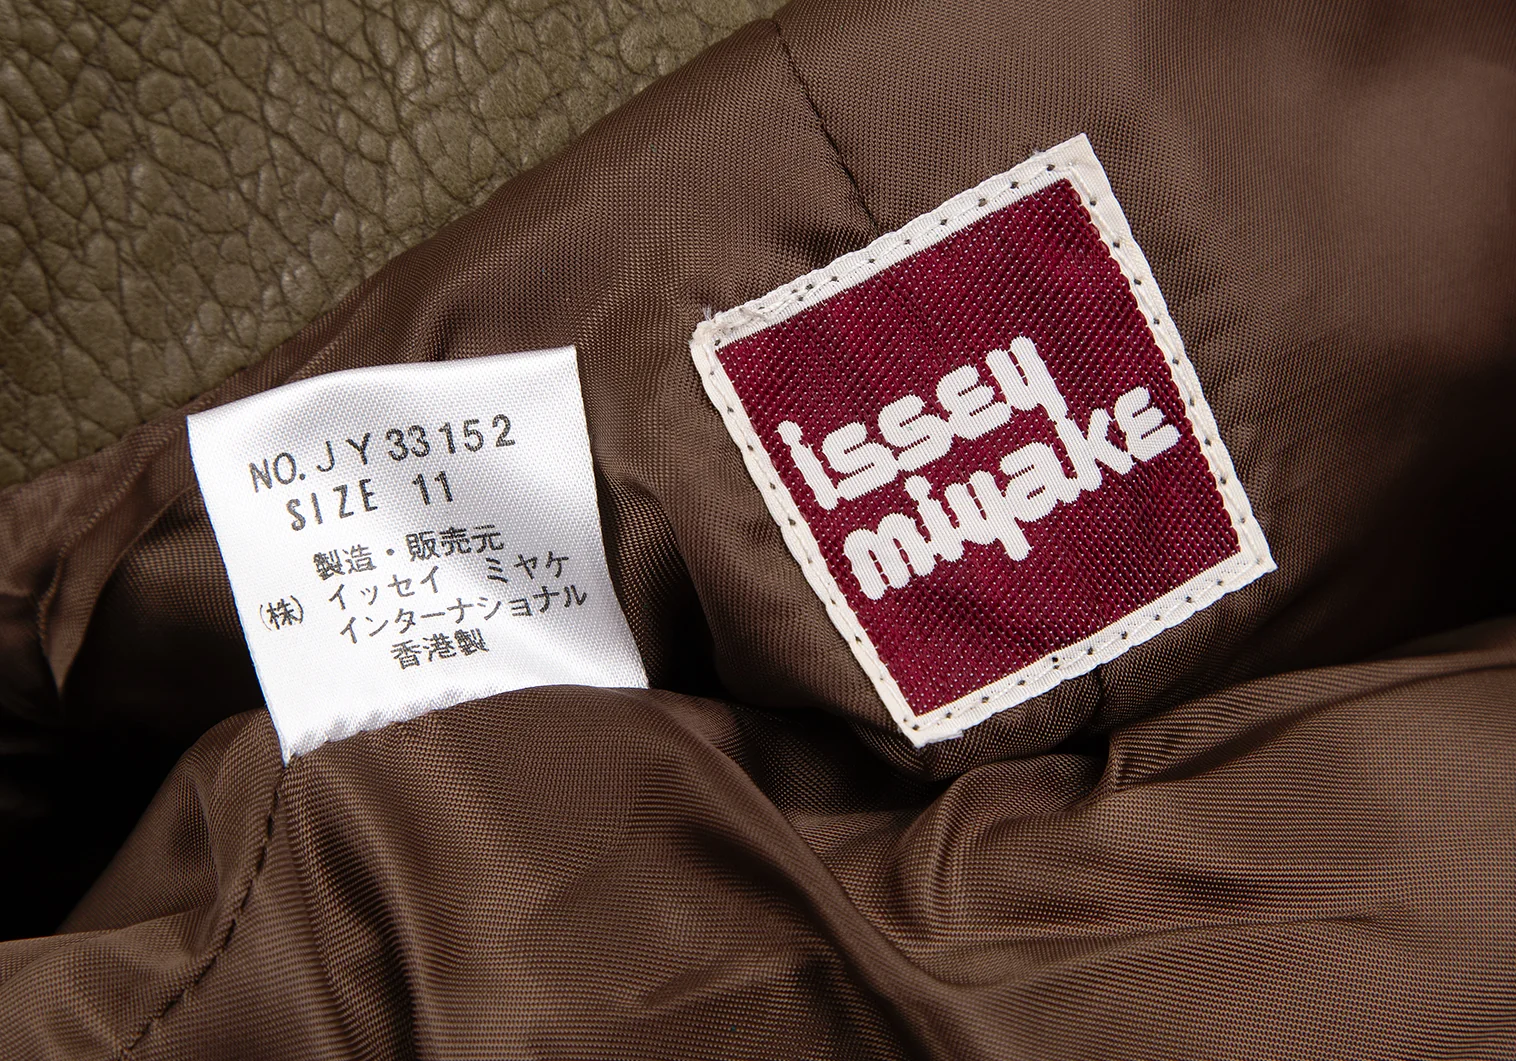 NO. JY33152
SIZE 11
製造・販売元
(株) イッセイ ミヤケ
インターナショナル
香港製
issey
miyake